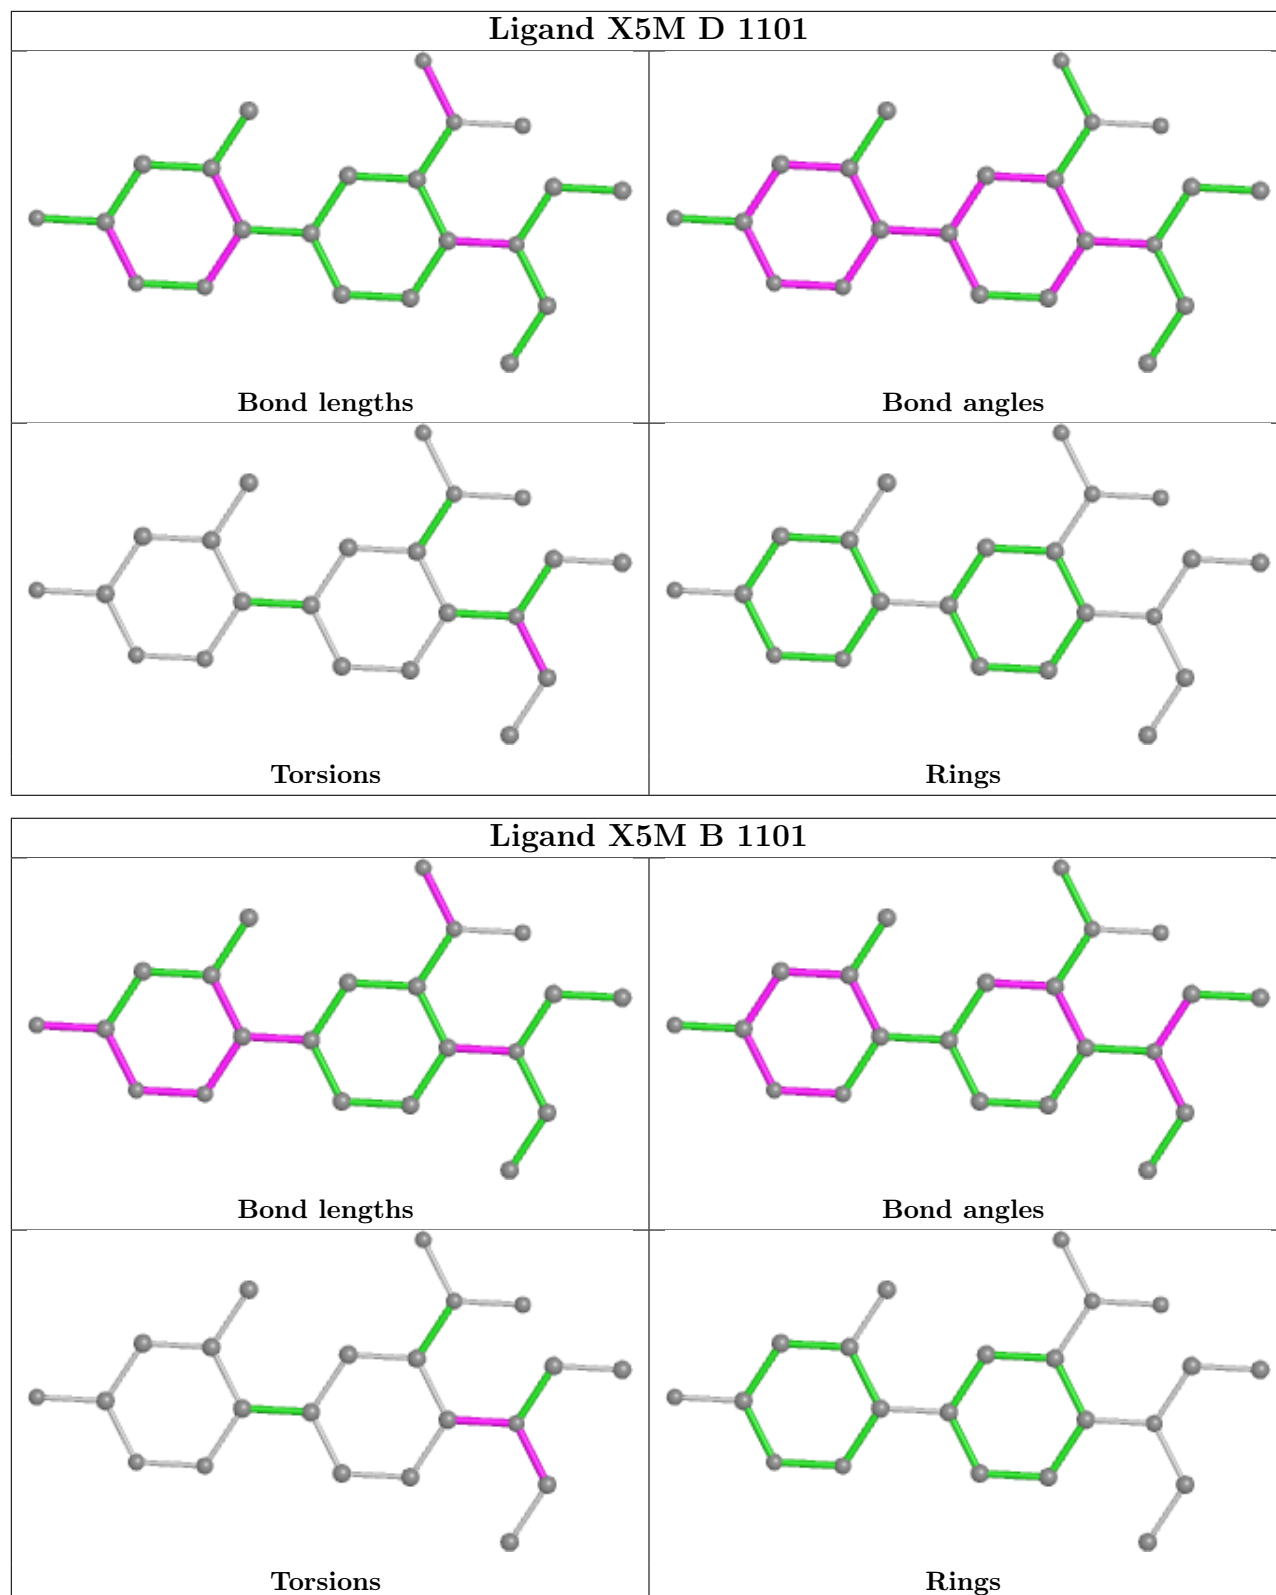 Ligand X5M D 1101
Bond lengths
Bond angles
Torsions
Rings
Ligand X5M B 1101
Bond lengths
Bond angles
Torsions
Rings